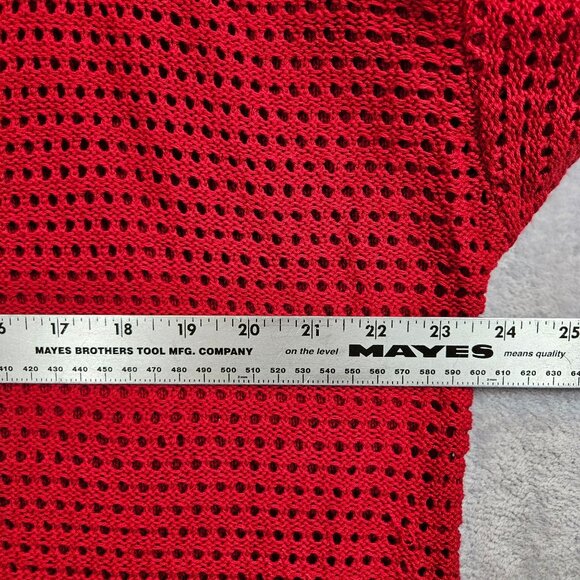 6 17 18 19 20 21 22 23 24 25
MAYES BROTHERS TOOL MFG. COMPANY on the level MAYES means quality
410 420 430 440 450 460 470 480 490 500 510 520 530 540 550 560 570 580 590 600 610 620 630 64